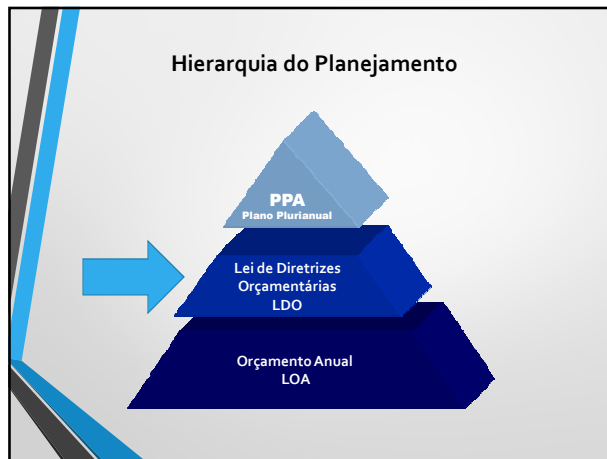 Hierarquia do Planejamento
PPA
Plano Plurianual
Lei de Diretrizes
Orçamentárias
LDO
Orçamento Anual
LOA